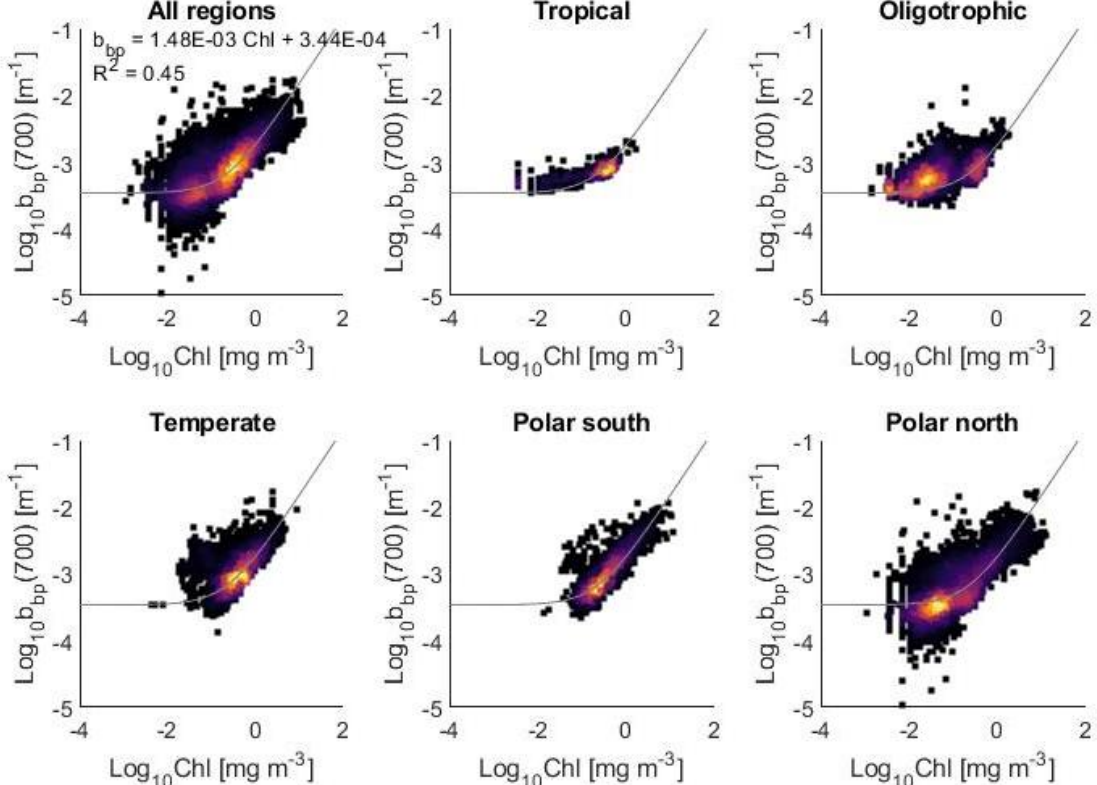 All regions
b_bp = 1.48E-03 Chl + 3.44E-04
R² = 0.45
Log₁₀b_bp(700) [m⁻¹]
-1
-2
-3
-4
-5
-4
-2
0
2
Log₁₀Chl [mg m⁻³]
Tropical
Log₁₀b_bp(700) [m⁻¹]
-1
-2
-3
-4
-5
-4
-2
0
2
Log₁₀Chl [mg m⁻³]
Oligotrophic
Log₁₀b_bp(700) [m⁻¹]
-1
-2
-3
-4
-5
-4
-2
0
2
Log₁₀Chl [mg m⁻³]
Temperate
Log₁₀b_bp(700) [m⁻¹]
-1
-2
-3
-4
-5
-4
-2
0
2
Log₁₀Chl [mg m⁻³]
Polar south
Log₁₀b_bp(700) [m⁻¹]
-1
-2
-3
-4
-5
-4
-2
0
2
Log₁₀Chl [mg m⁻³]
Polar north
Log₁₀b_bp(700) [m⁻¹]
-1
-2
-3
-4
-5
-4
-2
0
2
Log₁₀Chl [mg m⁻³]